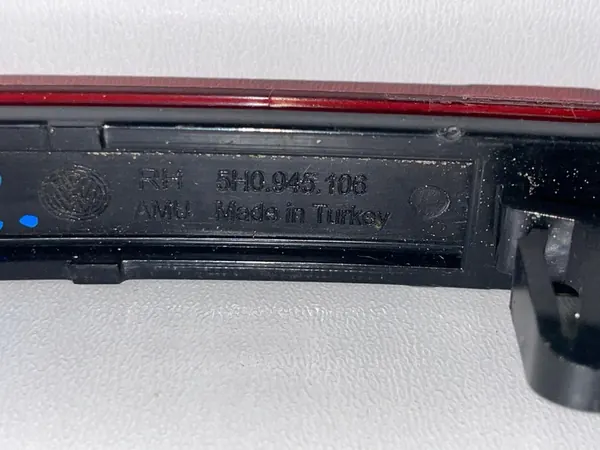 RH 5H0.945.106
AMU Made in Turkey